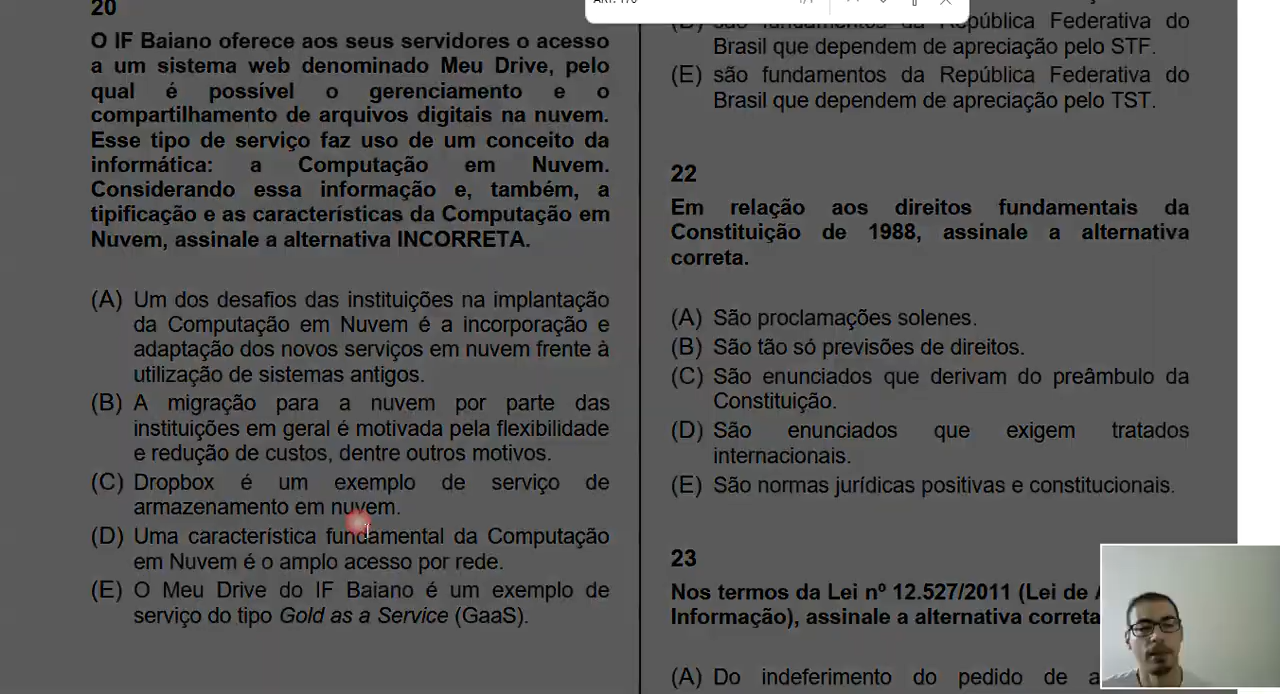 20
O IF Baiano oferece aos seus servidores o acesso
a um sistema web denominado Meu Drive, pelo
qual é possível o gerenciamento e o
compartilhamento de arquivos digitais na nuvem.
Esse tipo de serviço faz uso de um conceito da
informática: a Computação em Nuvem.
Considerando essa informação e, também, a
tipificação e as características da Computação em
Nuvem, assinale a alternativa INCORRETA.
(A) Um dos desafios das instituições na implantação
da Computação em Nuvem é a incorporação e
adaptação dos novos serviços em nuvem frente à
utilização de sistemas antigos.
(B) A migração para a nuvem por parte das
instituições em geral é motivada pela flexibilidade
e redução de custos, dentre outros motivos.
(C) Dropbox é um exemplo de serviço de
armazenamento em nuvem.
(D) Uma característica fundamental da Computação
em Nuvem é o amplo acesso por rede.
(E) O Meu Drive do IF Baiano é um exemplo de
serviço do tipo Gold as a Service (GaaS).
(D) são fundamentos da República Federativa do
Brasil que dependem de apreciação pelo STF.
(E) são fundamentos da República Federativa do
Brasil que dependem de apreciação pelo TST.
22
Em relação aos direitos fundamentais da
Constituição de 1988, assinale a alternativa
correta.
(A) São proclamações solenes.
(B) São tão só previsões de direitos.
(C) São enunciados que derivam do preâmbulo da
Constituição.
(D) São enunciados que exigem tratados
internacionais.
(E) São normas jurídicas positivas e constitucionais.
23
Nos termos da Lei nº 12.527/2011 (Lei de
Informação), assinale a alternativa correta
(A) Do indeferimento do pedido de